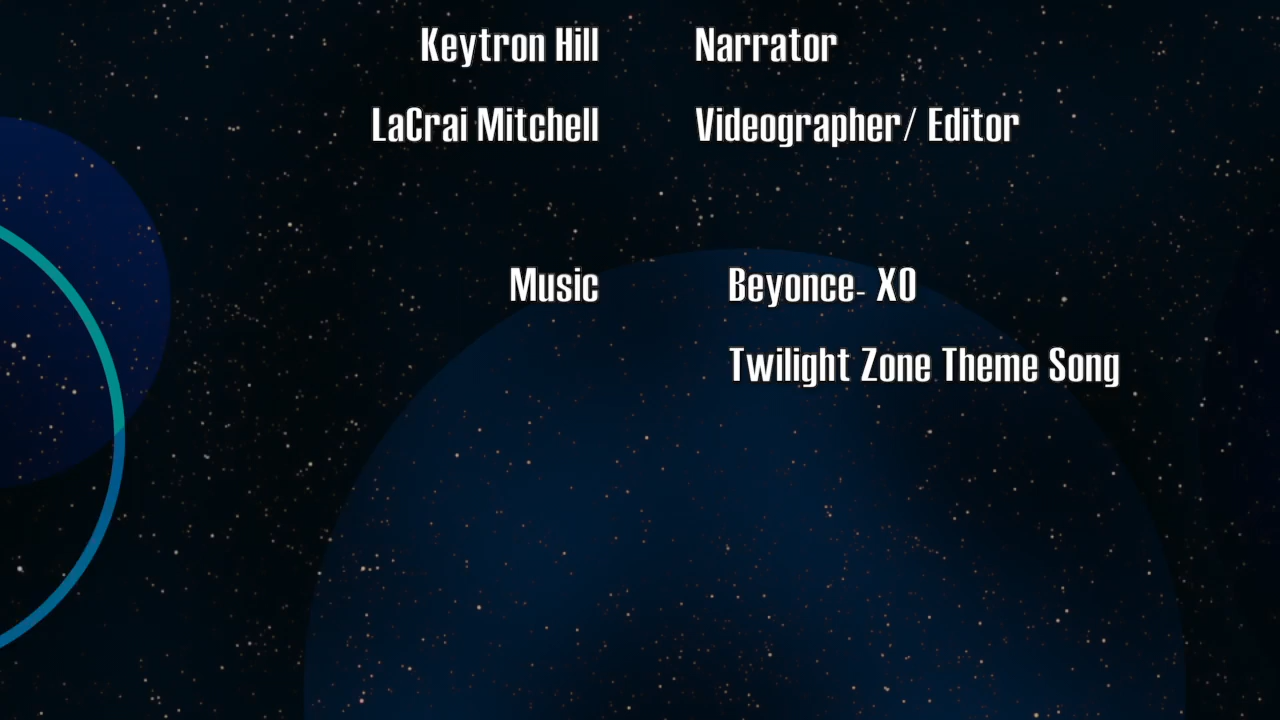 Keytron Hill Narrator
LaCrai Mitchell Videographer/ Editor
Music Beyonce- XO
Twilight Zone Theme Song